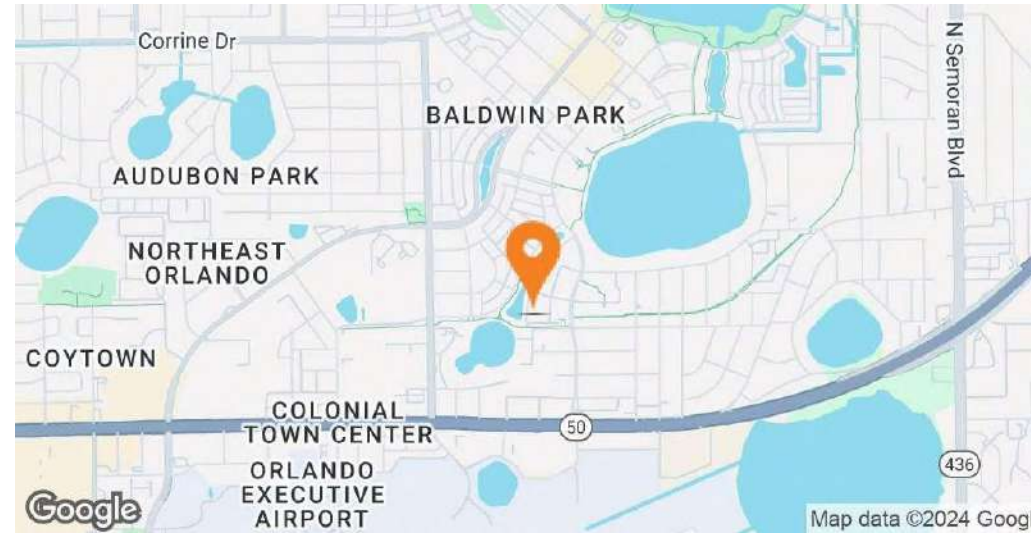 Corrine Dr
N Semoran Blvd
BALDWIN PARK
AUDUBON PARK
NORTHEAST
ORLANDO
COYTOWN
COLONIAL
TOWN CENTER
50
ORLANDO
EXECUTIVE
AIRPORT
436
Google
Map data ©2024 Googl